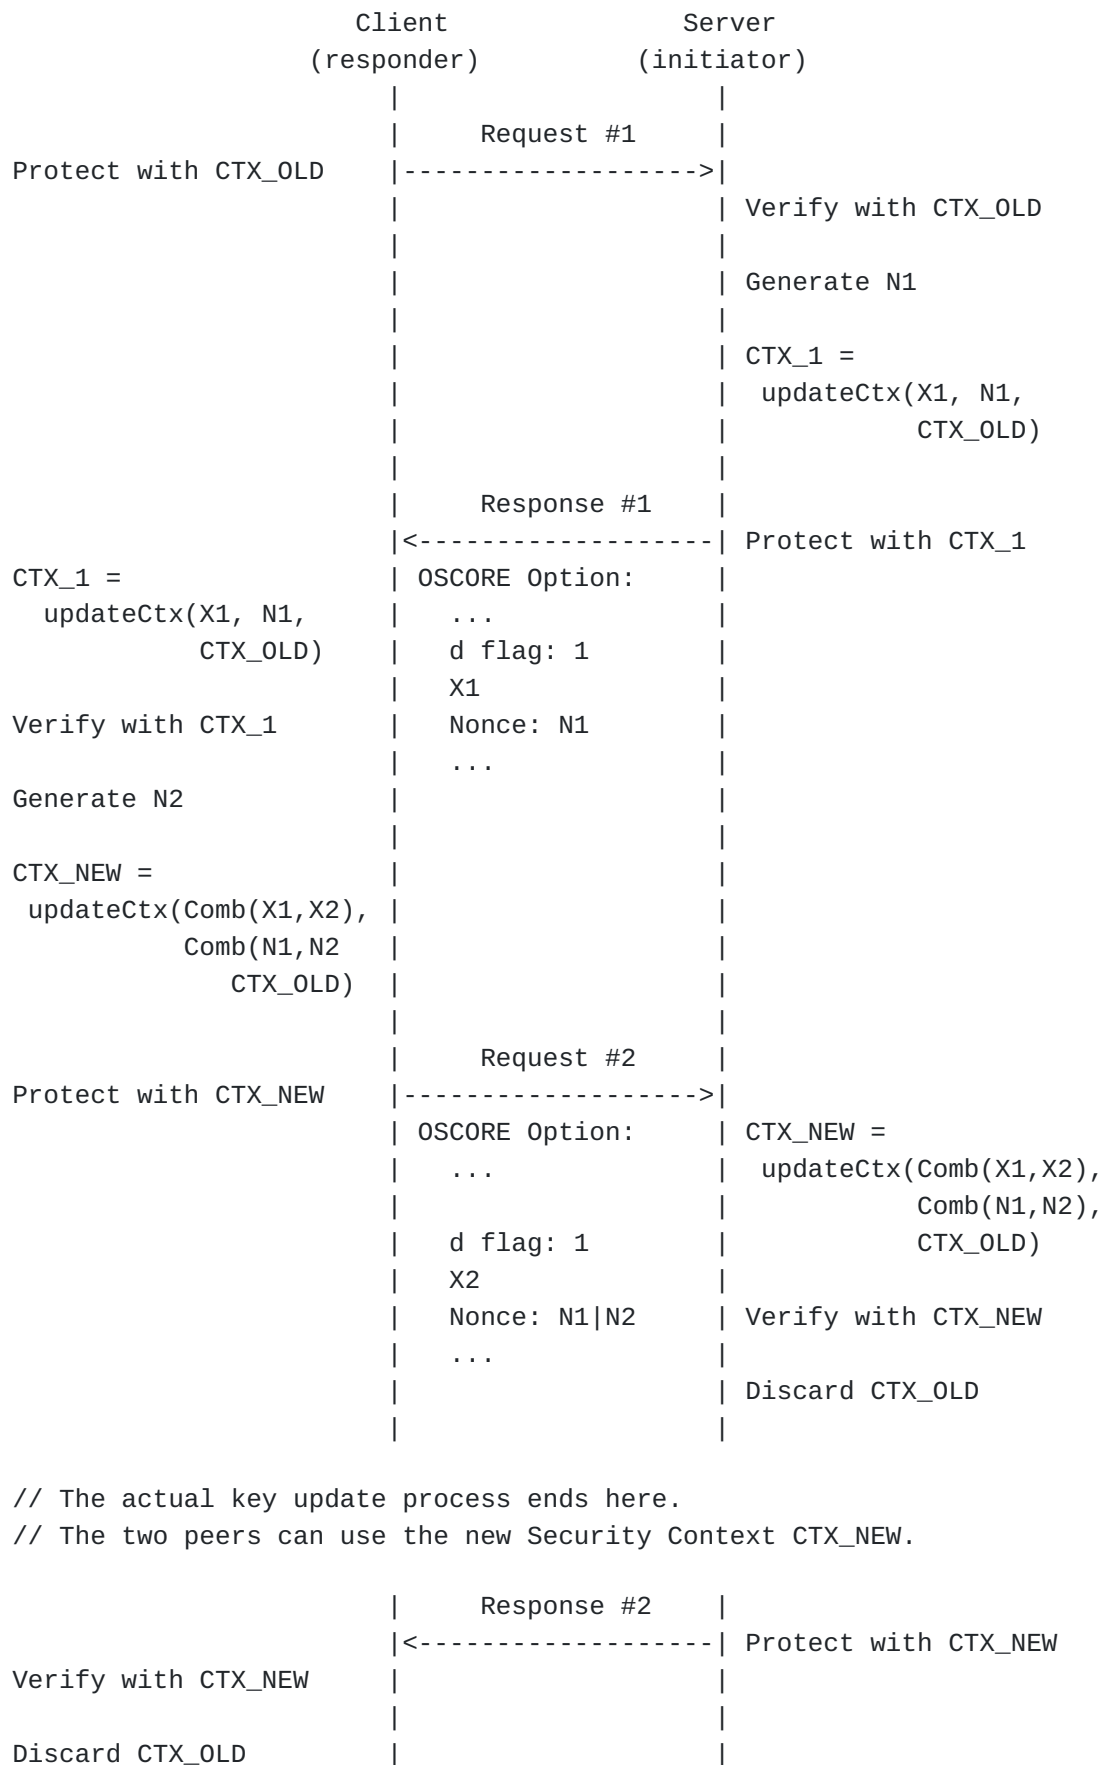 Client               Server
                   (responder)          (initiator)
                        |                    |
                        |     Request #1     |
Protect with CTX_OLD    |------------------->|
                        |                    | Verify with CTX_OLD
                        |                    |
                        |                    | Generate N1
                        |                    |
                        |                    | CTX_1 =
                        |                    |  updateCtx(X1, N1,
                        |                    |            CTX_OLD)
                        |                    |
                        |     Response #1    |
                        |<-------------------| Protect with CTX_1
CTX_1 =                 | OSCORE Option:     |
  updateCtx(X1, N1,     |   ...              |
            CTX_OLD)    |   d flag: 1        |
                        |   X1               |
Verify with CTX_1       |   Nonce: N1        |
                        |   ...              |
Generate N2             |                    |
                        |                    |
CTX_NEW =               |                    |
 updateCtx(Comb(X1,X2), |                    |
           Comb(N1,N2   |                    |
              CTX_OLD)  |                    |
                        |                    |
                        |     Request #2     |
Protect with CTX_NEW    |------------------->|
                        | OSCORE Option:     | CTX_NEW =
                        |   ...              |  updateCtx(Comb(X1,X2),
                        |                    |            Comb(N1,N2),
                        |   d flag: 1        |            CTX_OLD)
                        |   X2               |
                        |   Nonce: N1|N2     | Verify with CTX_NEW
                        |   ...              |
                        |                    | Discard CTX_OLD
                        |                    |

// The actual key update process ends here.
// The two peers can use the new Security Context CTX_NEW.

                        |     Response #2    |
                        |<-------------------| Protect with CTX_NEW
Verify with CTX_NEW     |                    |
                        |                    |
Discard CTX_OLD         |                    |